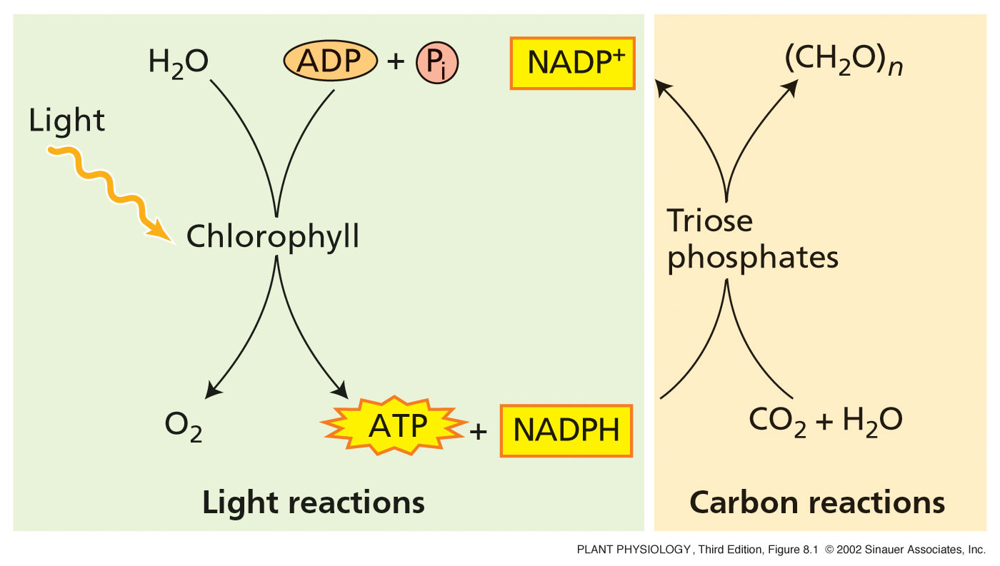 H₂O
ADP + Pᵢ
NADP⁺
(CH₂O)n
Light
Chlorophyll
Triose
phosphates
O₂
ATP + NADPH
CO₂ + H₂O
Light reactions
Carbon reactions
PLANT PHYSIOLOGY, Third Edition, Figure 8.1 © 2002 Sinauer Associates, Inc.